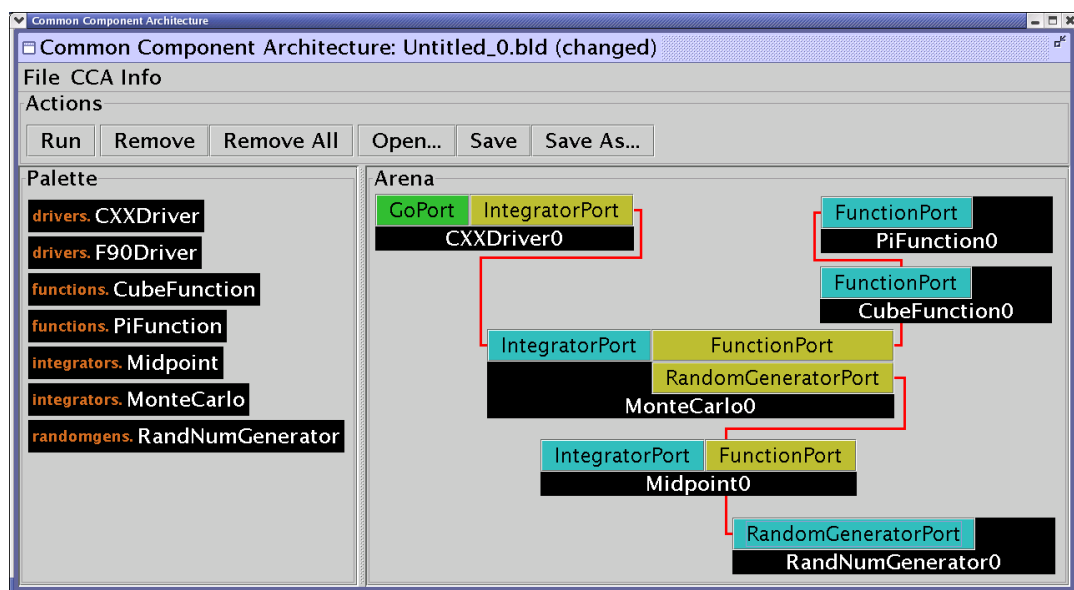 Common Component Architecture
Common Component Architecture: Untitled_0.bld (changed)
File CCA Info
Actions
Run Remove Remove All Open... Save Save As...
Palette
drivers. CXXDriver
drivers. F90Driver
functions. CubeFunction
functions. PiFunction
integrators. Midpoint
integrators. MonteCarlo
randomgens. RandNumGenerator
Arena
GoPort IntegratorPort
CXXDriver0
FunctionPort
PiFunction0
FunctionPort
CubeFunction0
IntegratorPort FunctionPort
RandomGeneratorPort
MonteCarlo0
IntegratorPort FunctionPort
Midpoint0
RandomGeneratorPort
RandNumGenerator0